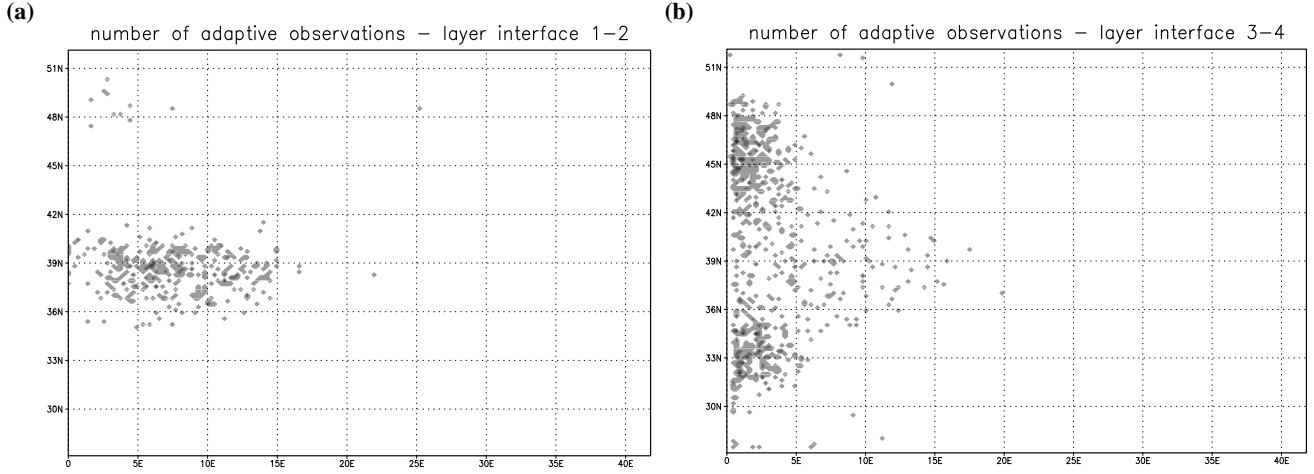 (a)
number of adaptive observations – layer interface 1–2
51N
48N
45N
42N
39N
36N
33N
30N
0 5E 10E 15E 20E 25E 30E 35E 40E
(b)
number of adaptive observations – layer interface 3–4
51N
48N
45N
42N
39N
36N
33N
30N
0 5E 10E 15E 20E 25E 30E 35E 40E